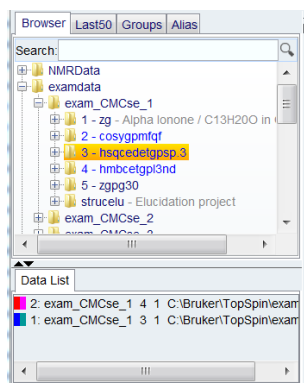 Browser Last50 Groups Alias
Search:
NMRData
examdata
exam_CMCse_1
1 - zg - Alpha Ionone / C13H20O in
2 - cosygpmfqf
3 - hsqcedetgpsp.3
4 - hmbcetgpl3nd
5 - zgpg30
strucelu - Elucidation project
exam_CMCse_2
Data List
2: exam_CMCse_1 4 1 C:\Bruker\TopSpin\exam
1: exam_CMCse_1 3 1 C:\Bruker\TopSpin\exam